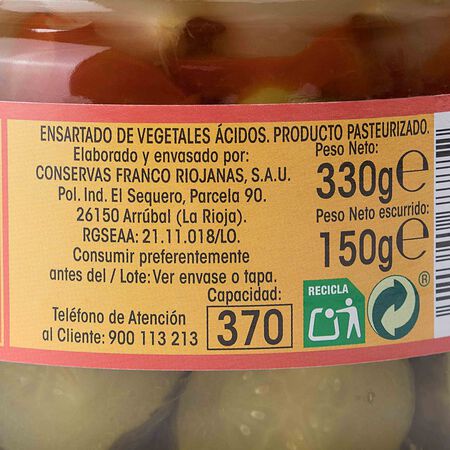 ENSARTADO DE VEGETALES ÁCIDOS. PRODUCTO PASTEURIZADO.
Elaborado y envasado por:
CONSERVAS FRANCO RIOJANAS, S.A.U.
Pol. Ind. El Sequero, Parcela 90.
26150 Arrúbal (La Rioja).
RGSEAA: 21.11.018/LO.
Consumir preferentemente
antes del / Lote: Ver envase o tapa.
Capacidad:
370
Teléfono de Atención
al Cliente: 900 113 213
Peso Neto:
330g℮
Peso Neto escurrido:
150g℮
RECICLA
®